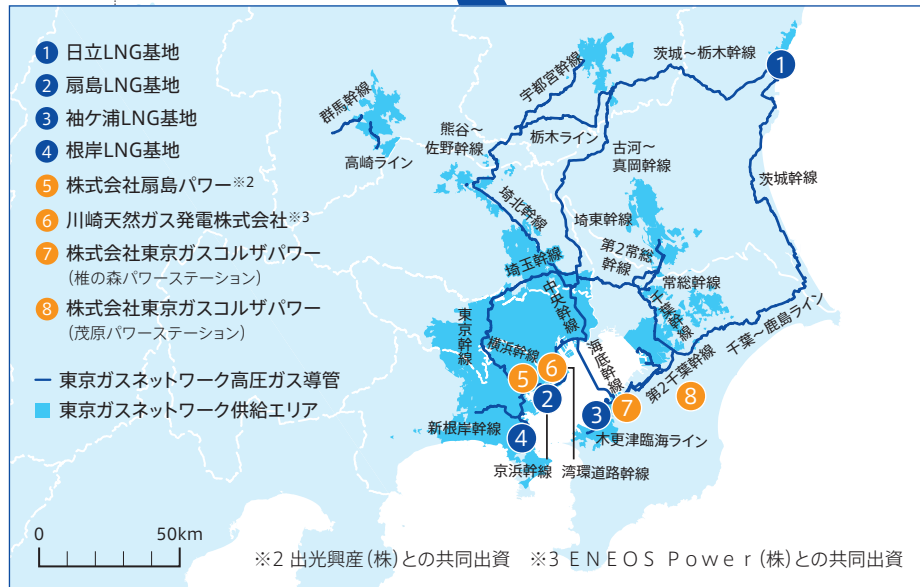 1 日立LNG基地
2 扇島LNG基地
3 袖ケ浦LNG基地
4 根岸LNG基地
5 株式会社扇島パワー※2
6 川崎天然ガス発電株式会社※3
7 株式会社東京ガスコルザパワー
(椎の森パワーステーション)
8 株式会社東京ガスコルザパワー
(茂原パワーステーション)
東京ガスネットワーク高圧ガス導管
東京ガスネットワーク供給エリア
茨城～栃木幹線
1
宇都宮幹線
群馬幹線
高崎ライン
熊谷～
佐野幹線
栃木ライン
古河～
真岡幹線
茨城幹線
埼北幹線
埼東幹線
第2常総
幹線
埼玉幹線
常総幹線
中央幹線
千葉幹線
東京幹線
横浜幹線
海底幹線
千葉～鹿島ライン
第2千葉幹線
5
6
2
3
7
8
4
新根岸幹線
木更津臨海ライン
京浜幹線
湾環道路幹線
0
50km
※2 出光興産(株)との共同出資
※3 ENEOS Power(株)との共同出資